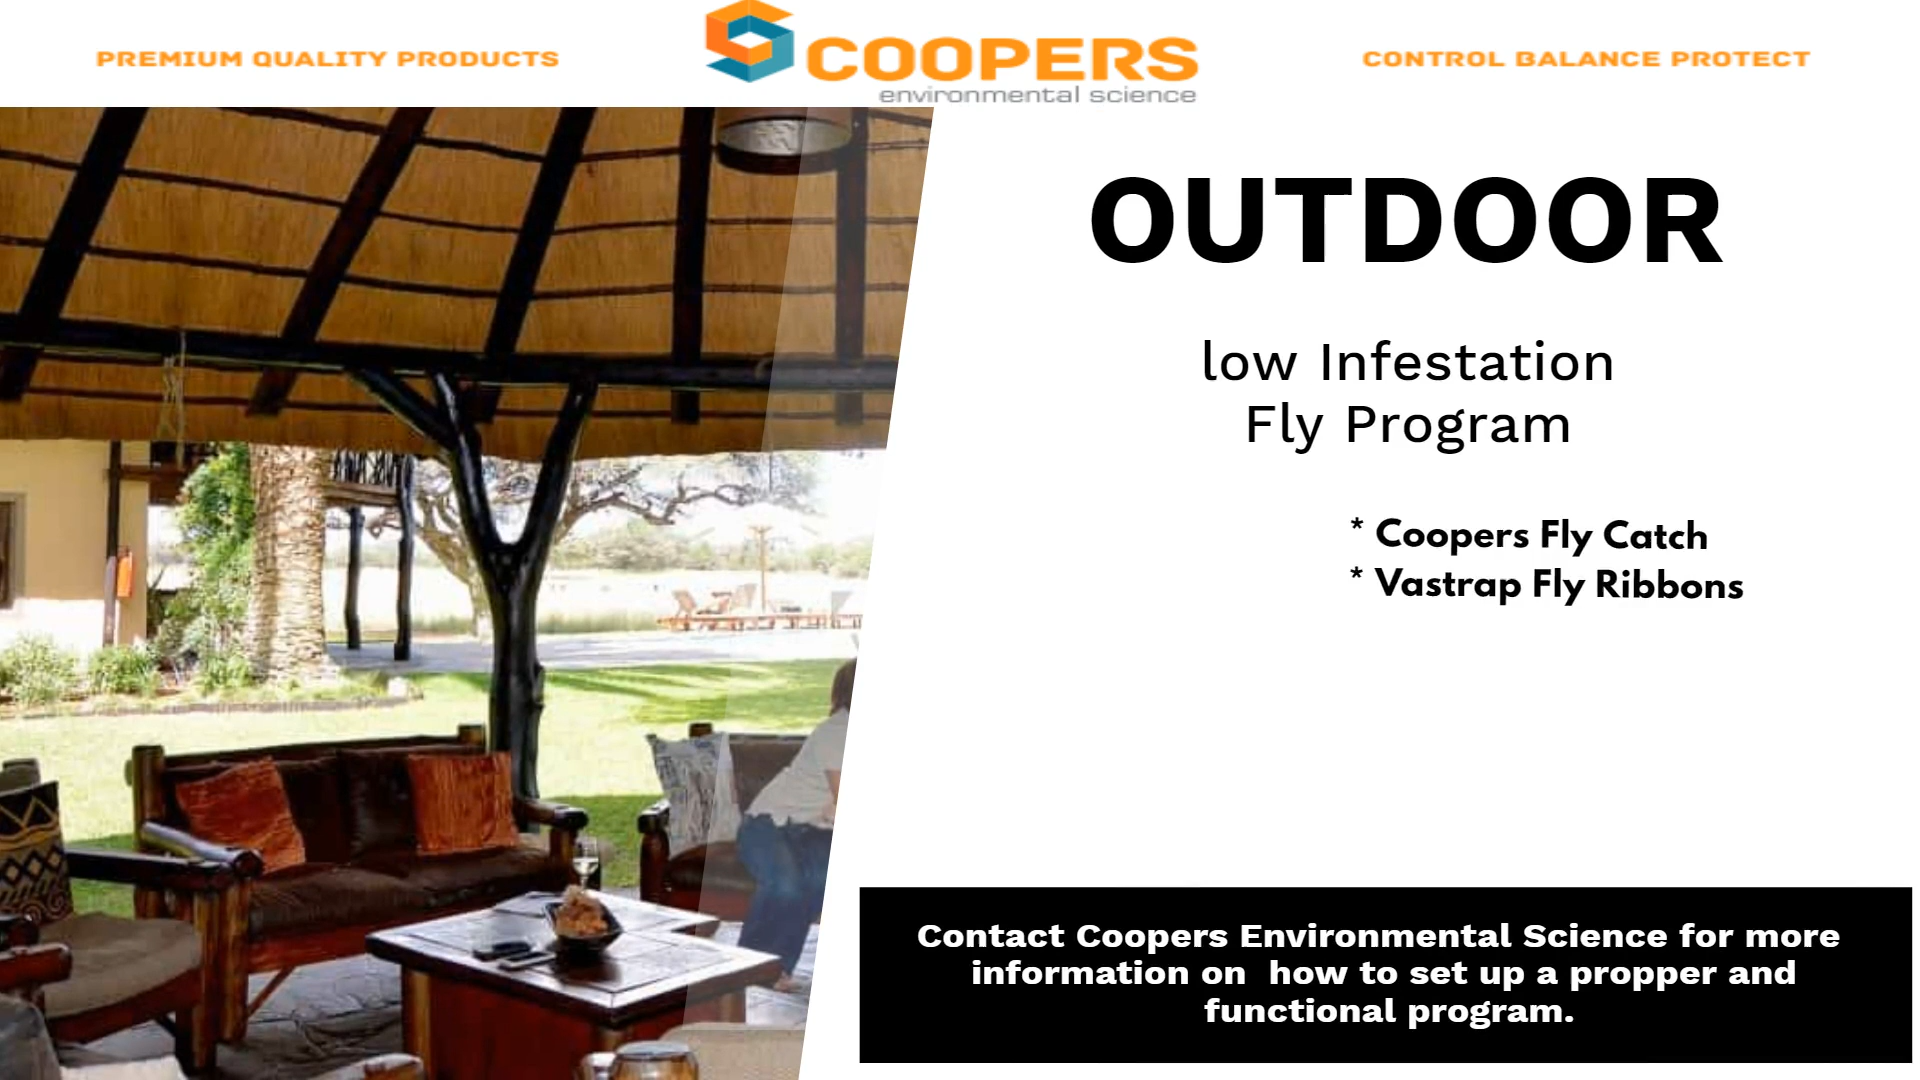 PREMIUM QUALITY PRODUCTS
COOPERS
environmental science
CONTROL BALANCE PROTECT
OUTDOOR
low Infestation
Fly Program
* Coopers Fly Catch
* Vastrap Fly Ribbons
Contact Coopers Environmental Science for more
information on  how to set up a propper and
functional program.